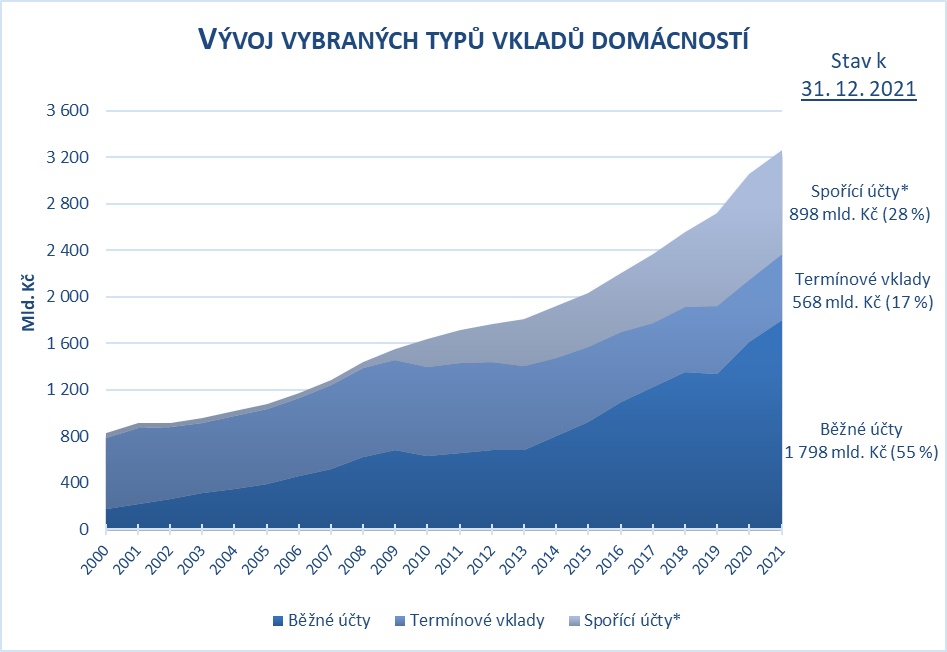 VÝVOJ VYBRANÝCH TYPŮ VKLADŮ DOMÁCNOSTÍ
Stav k
31. 12. 2021
Mld. Kč
3 600
3 200
2 800
2 400
2 000
1 600
1 200
800
400
0
Spořící účty*
898 mld. Kč (28 %)
Termínové vklady
568 mld. Kč (17 %)
Běžné účty
1 798 mld. Kč (55 %)
2000 2001 2002 2003 2004 2005 2006 2007 2008 2009 2010 2011 2012 2013 2014 2015 2016 2017 2018 2019 2020 2021
Běžné účty Termínové vklady Spořící účty*